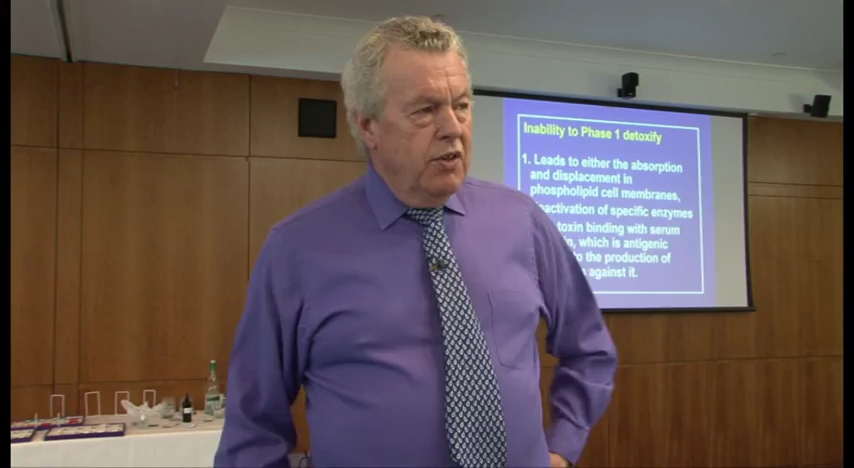 Inability to Phase 1 detoxify
1. Leads to either the absorption
and displacement in
phospholipid cell membranes,
of specific enzymes
toxin binding with serum
which is antigenic
to the production of
against it.